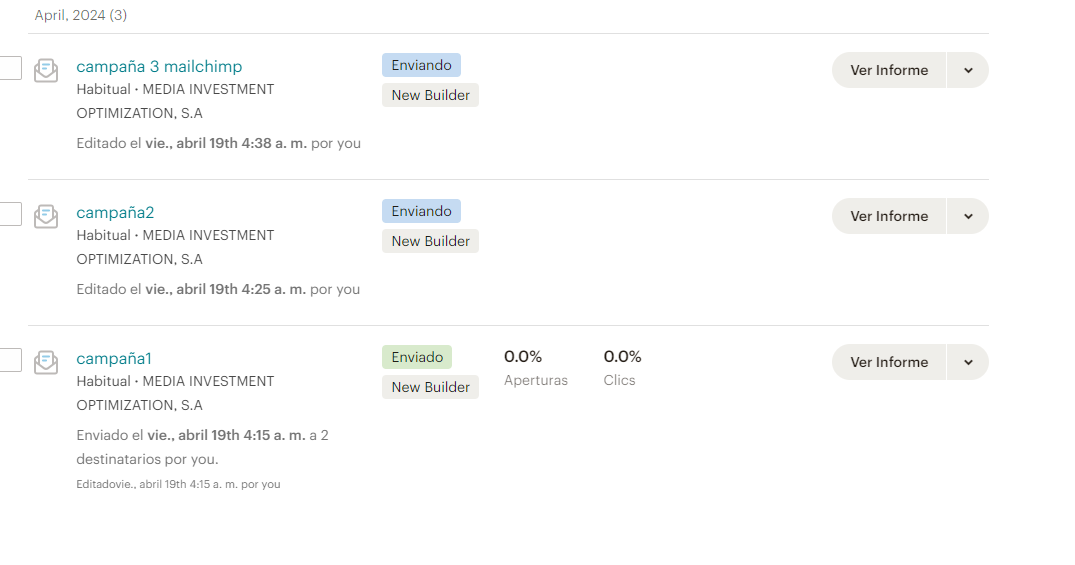 April, 2024 (3)
campaña 3 mailchimp
Habitual · MEDIA INVESTMENT
OPTIMIZATION, S.A
Editado el vie., abril 19th 4:38 a. m. por you
Enviando
New Builder
Ver Informe
campaña2
Habitual · MEDIA INVESTMENT
OPTIMIZATION, S.A
Editado el vie., abril 19th 4:25 a. m. por you
Enviando
New Builder
Ver Informe
campaña1
Habitual · MEDIA INVESTMENT
OPTIMIZATION, S.A
Enviado el vie., abril 19th 4:15 a. m. a 2
destinatarios por you.
Editadovie., abril 19th 4:15 a. m. por you
Enviado
New Builder
0.0%
Aperturas
0.0%
Clics
Ver Informe